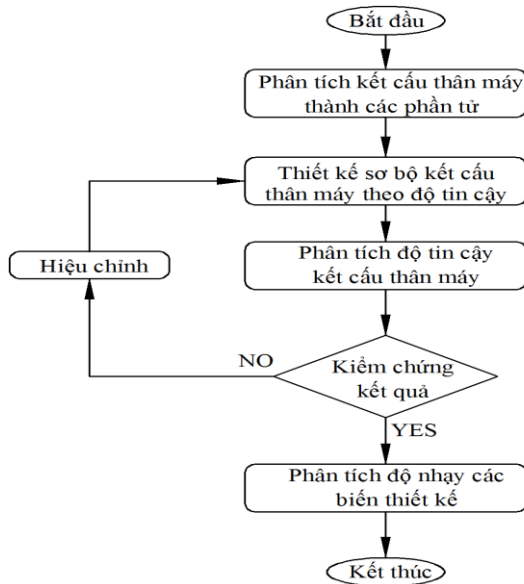 Bắt đầu
Phân tích kết cấu thân máy
thành các phần tử
Thiết kế sơ bộ kết cấu
thân máy theo độ tin cậy
Phân tích độ tin cậy
kết cấu thân máy
Hiệu chỉnh
NO
Kiểm chứng
kết quả
YES
Phân tích độ nhạy các
biến thiết kế
Kết thúc